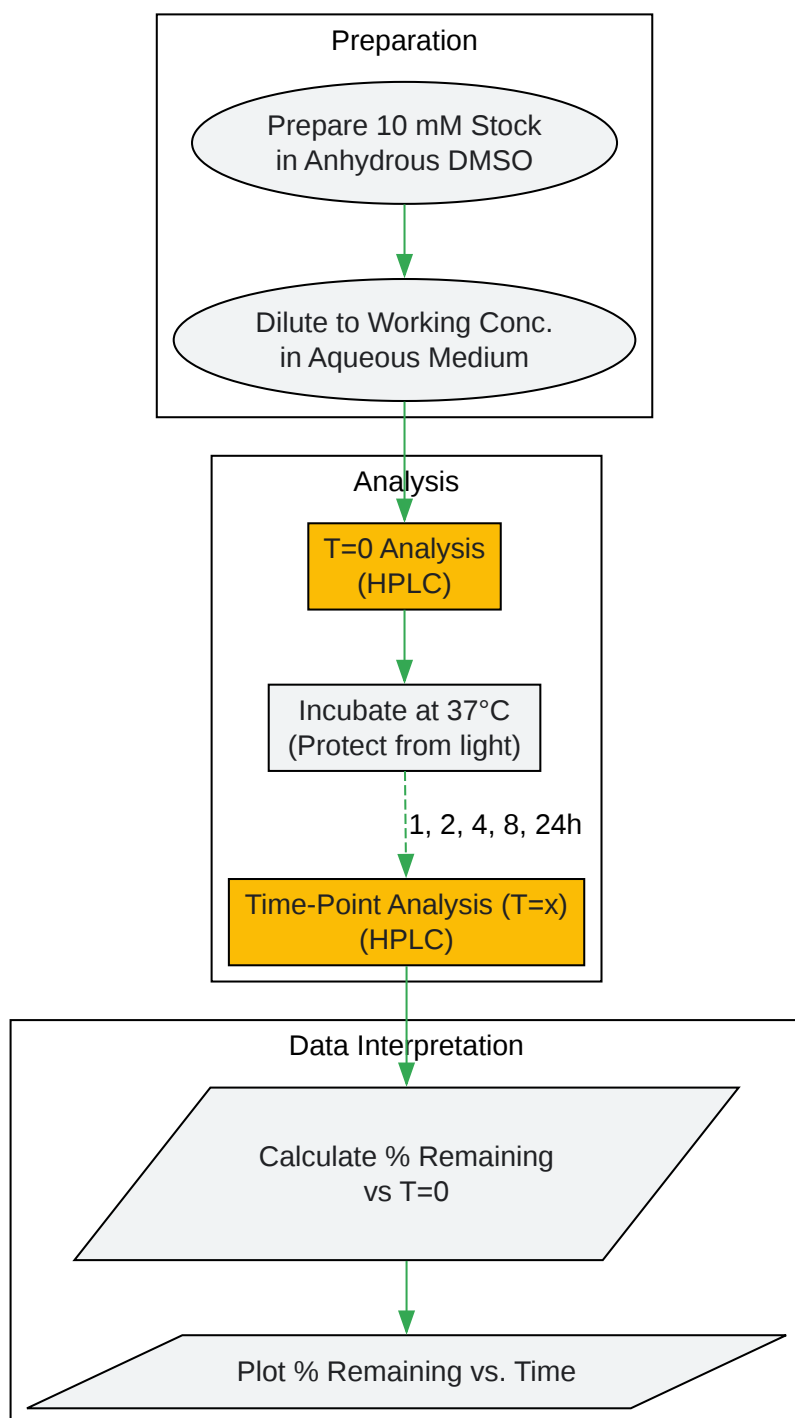 Preparation
Prepare 10 mM Stock
in Anhydrous DMSO
Dilute to Working Conc.
in Aqueous Medium
Analysis
T=0 Analysis
(HPLC)
Incubate at 37°C
(Protect from light)
1, 2, 4, 8, 24h
Time-Point Analysis (T=x)
(HPLC)
Data Interpretation
Calculate % Remaining
vs T=0
Plot % Remaining vs. Time